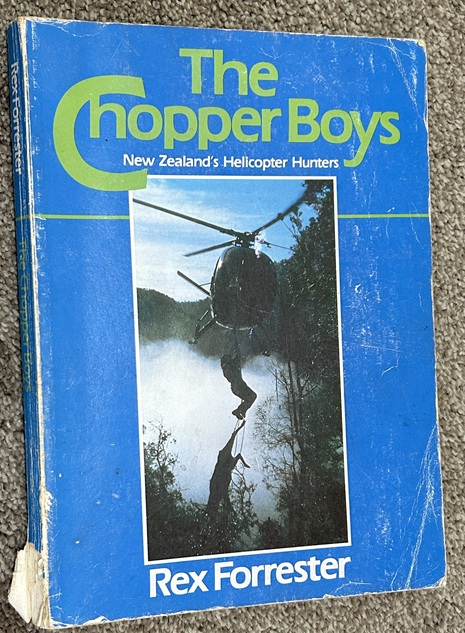 The
Chopper Boys
New Zealand's Helicopter Hunters
Rex Forrester
Rex Forrester
The Chopper Boys